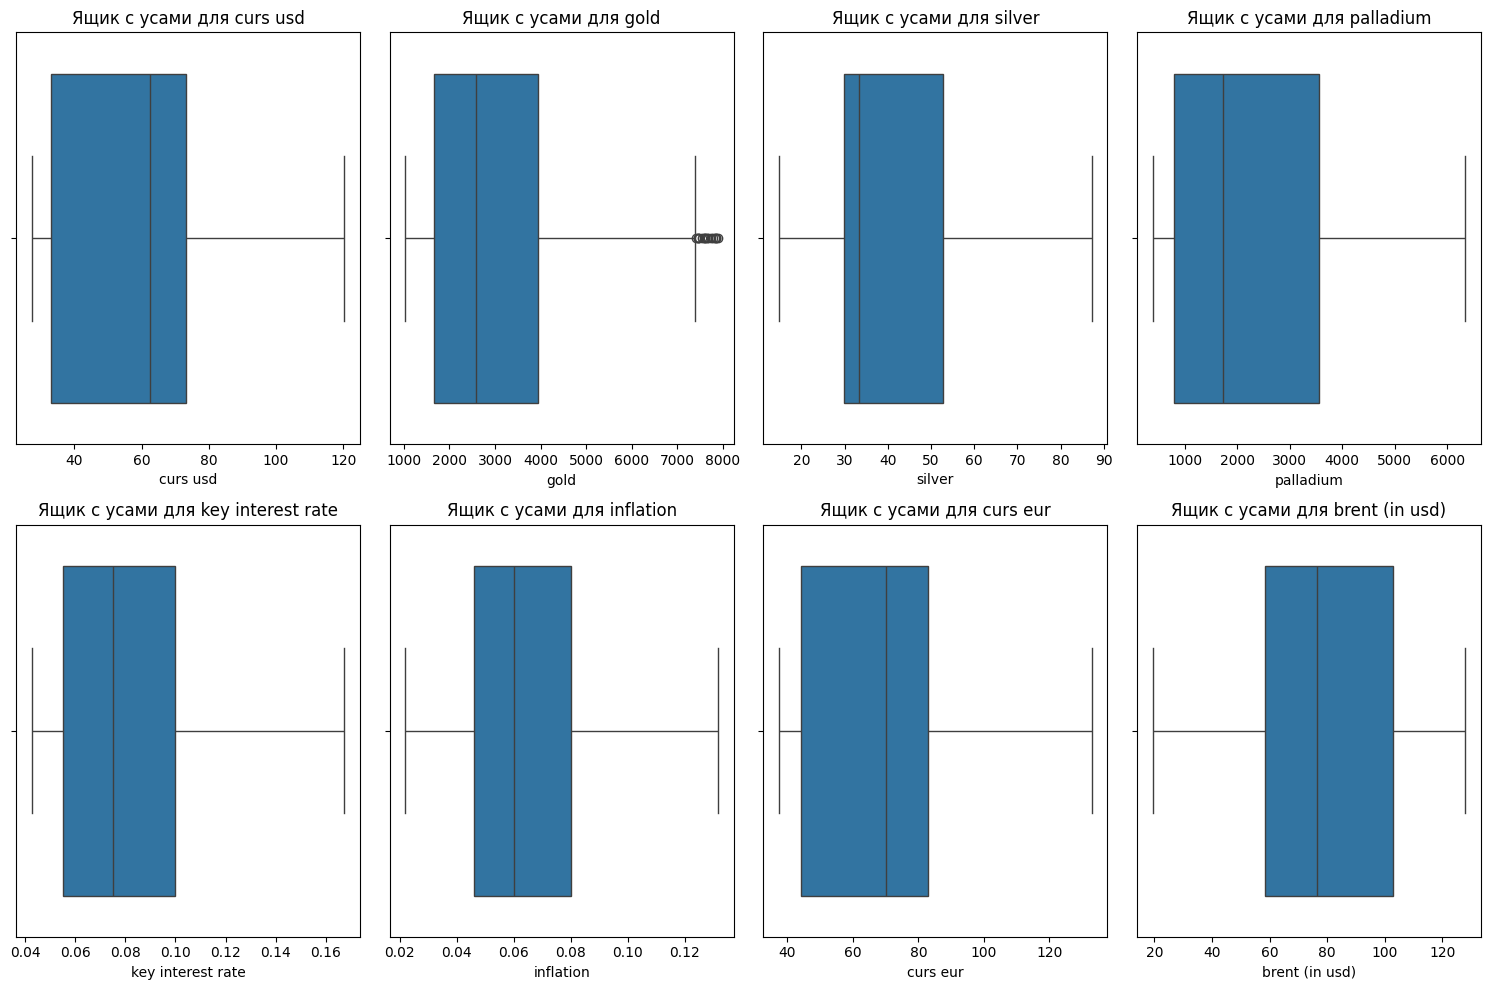 Ящик с усами для curs usd
Ящик с усами для gold
Ящик с усами для silver
Ящик с усами для palladium
40 60 80 100 120
1000 2000 3000 4000 5000 6000 7000 8000
20 30 40 50 60 70 80 90
1000 2000 3000 4000 5000 6000
curs usd
gold
silver
palladium
Ящик с усами для key interest rate
Ящик с усами для inflation
Ящик с усами для curs eur
Ящик с усами для brent (in usd)
0.04 0.06 0.08 0.10 0.12 0.14 0.16
0.02 0.04 0.06 0.08 0.10 0.12
40 60 80 100 120
20 40 60 80 100 120
key interest rate
inflation
curs eur
brent (in usd)